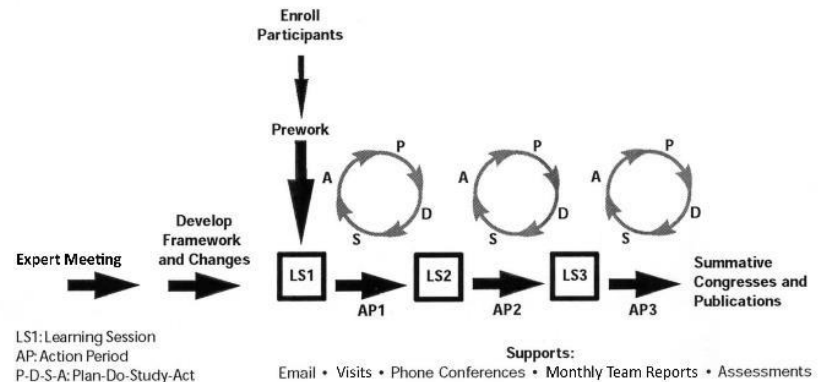 Enroll
Participants
Prework
P
A
D
S
P
A
D
S
P
A
D
S
Develop
Framework
and Changes
Expert Meeting
LS1
AP1
LS2
AP2
LS3
AP3
Summative
Congresses and
Publications
LS1: Learning Session
AP: Action Period
P-D-S-A: Plan-Do-Study-Act
Supports:
Email • Visits • Phone Conferences • Monthly Team Reports • Assessments